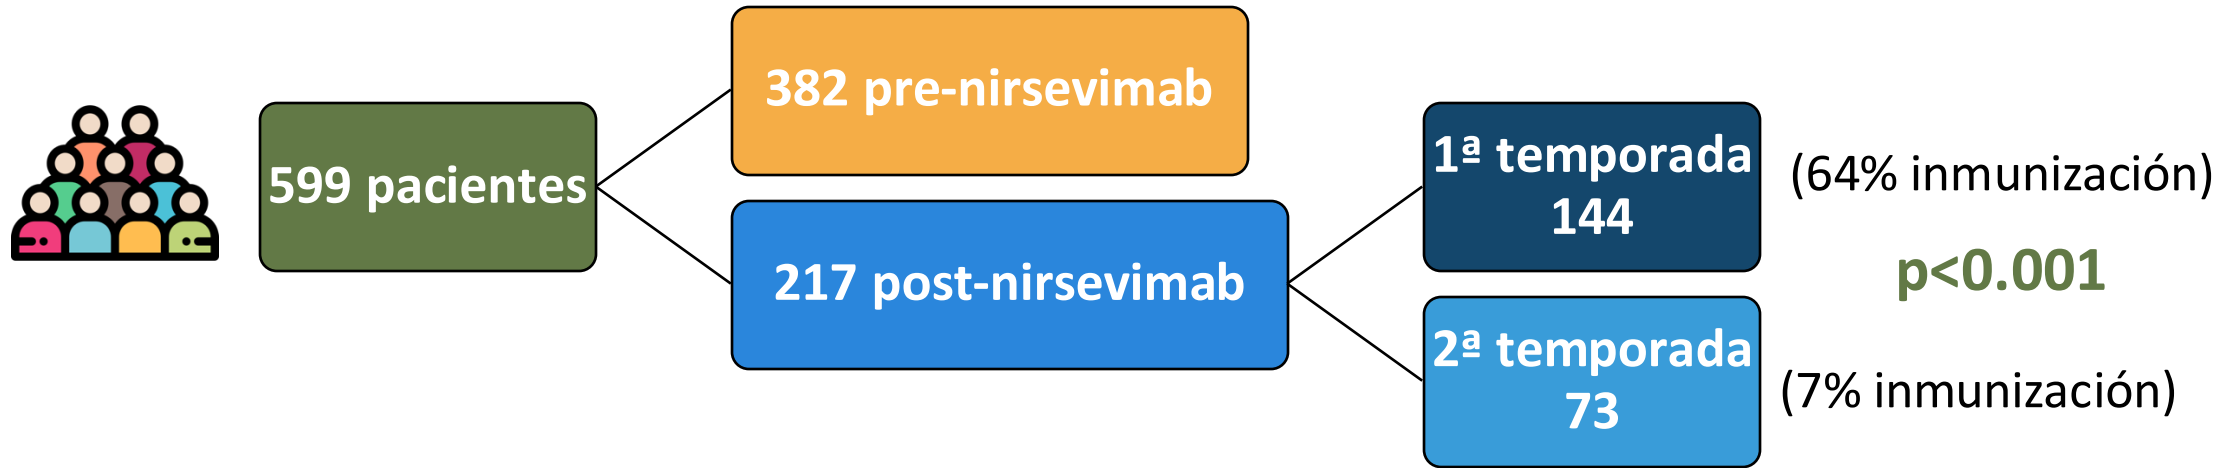 599 pacientes
382 pre-nirsevimab
217 post-nirsevimab
1ª temporada
144
(64% inmunización)
p<0.001
2ª temporada
73
(7% inmunización)